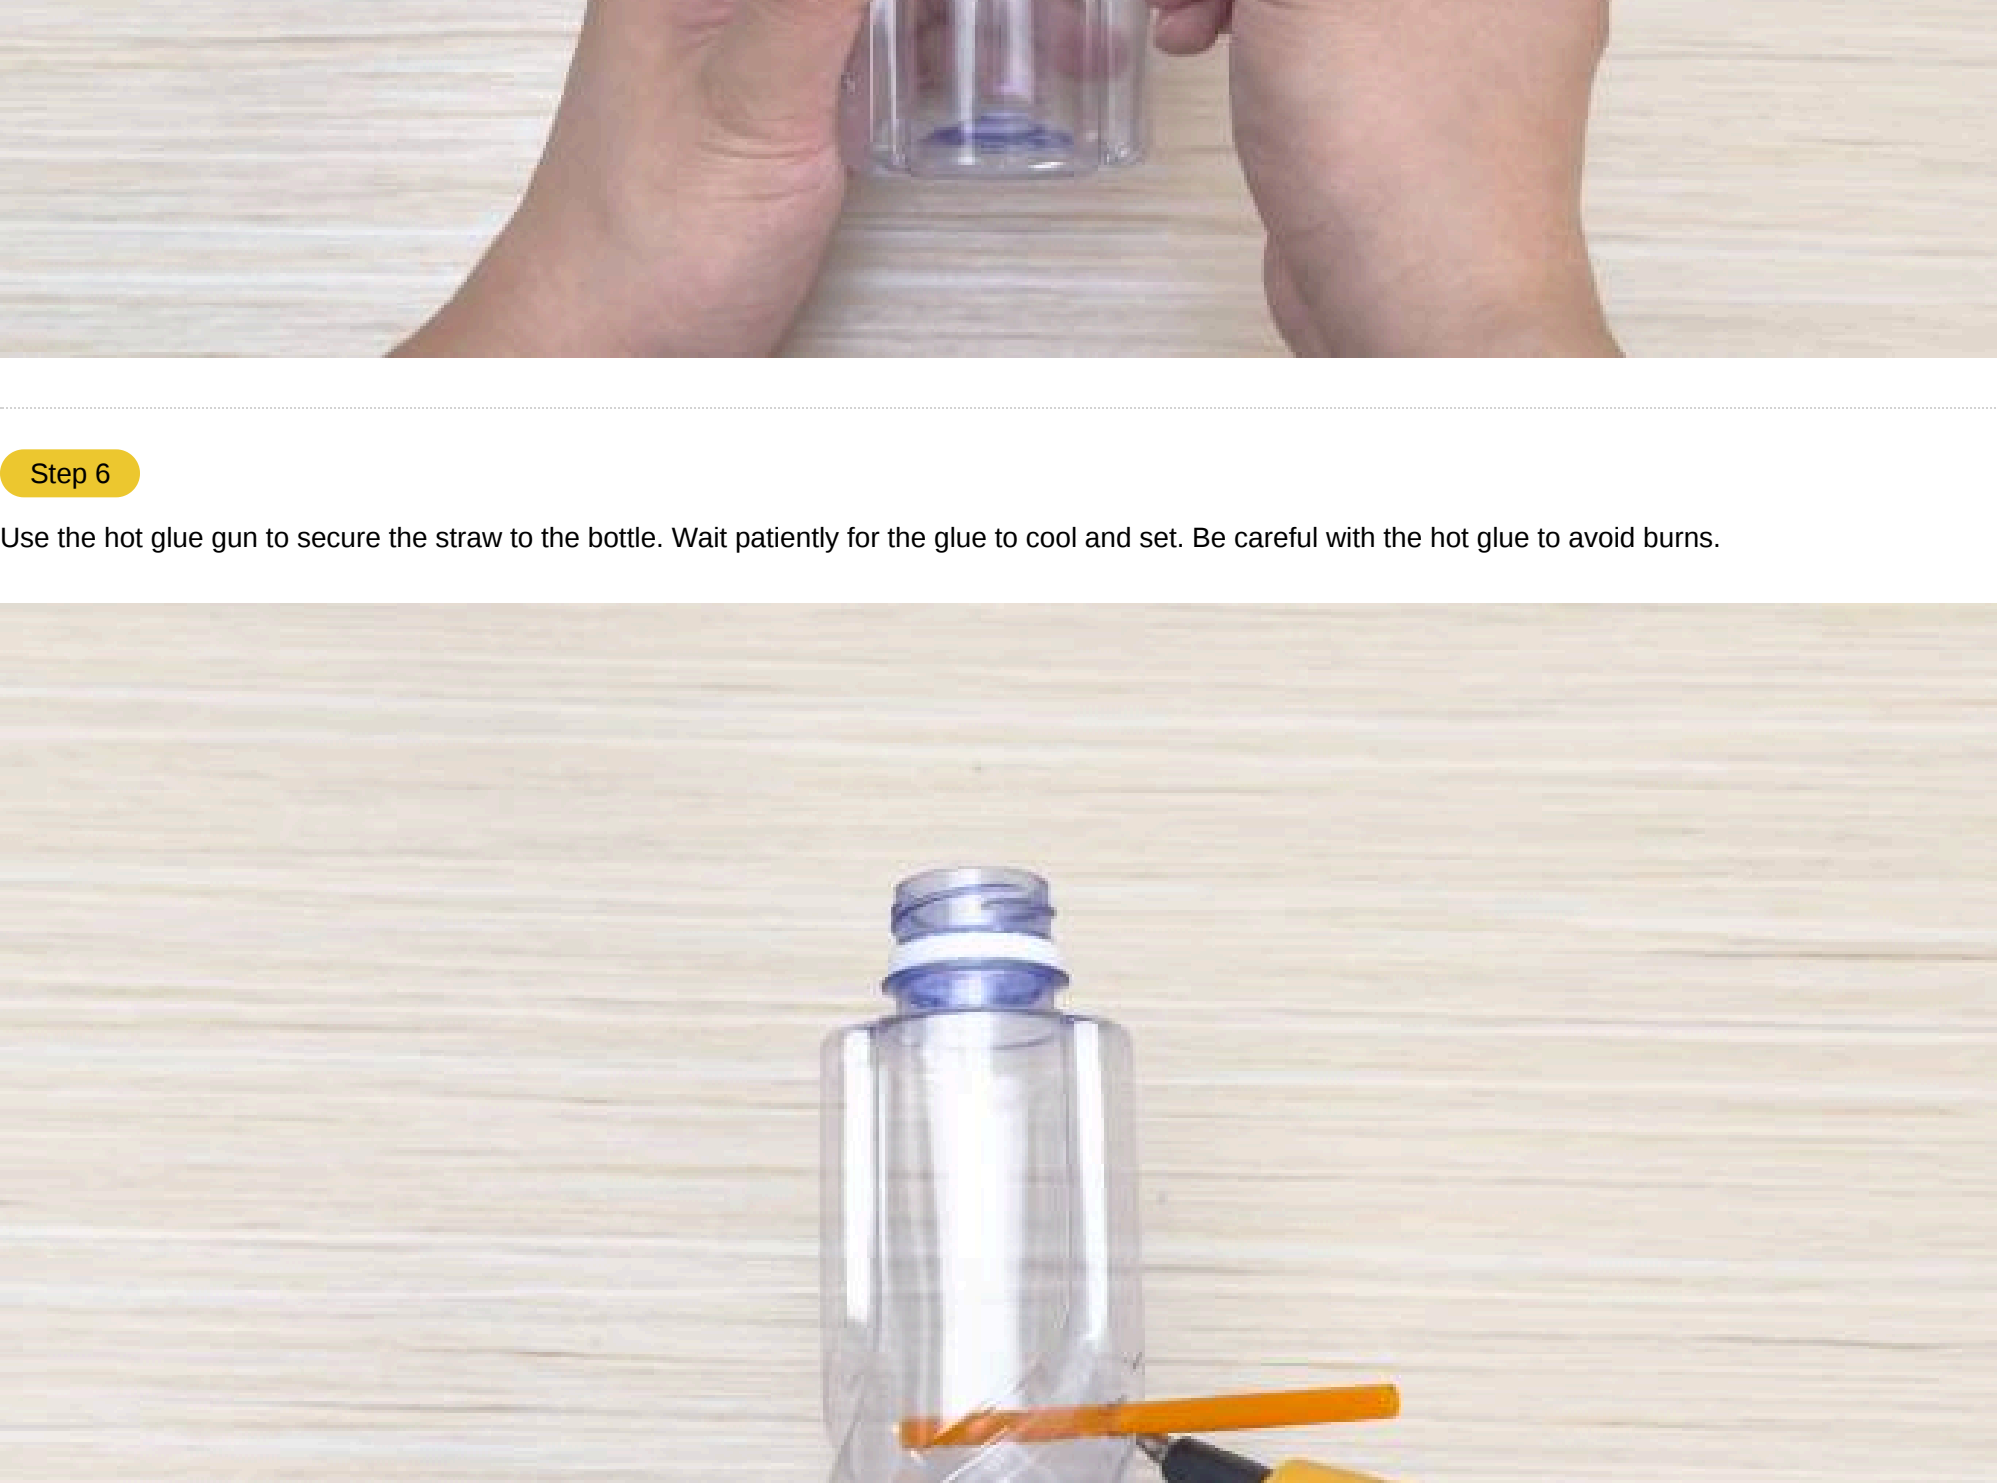 Step 6
Use the hot glue gun to secure the straw to the bottle. Wait patiently for the glue to cool and set. Be careful with the hot glue to avoid burns.